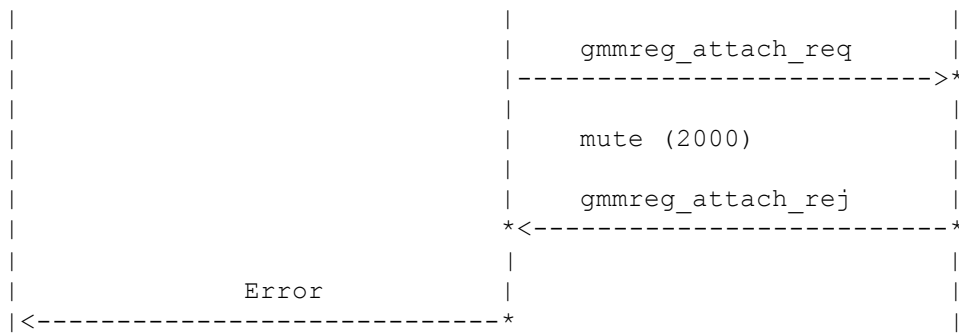 gmmreg_attach_req
mute (2000)
gmmreg_attach_rej
Error